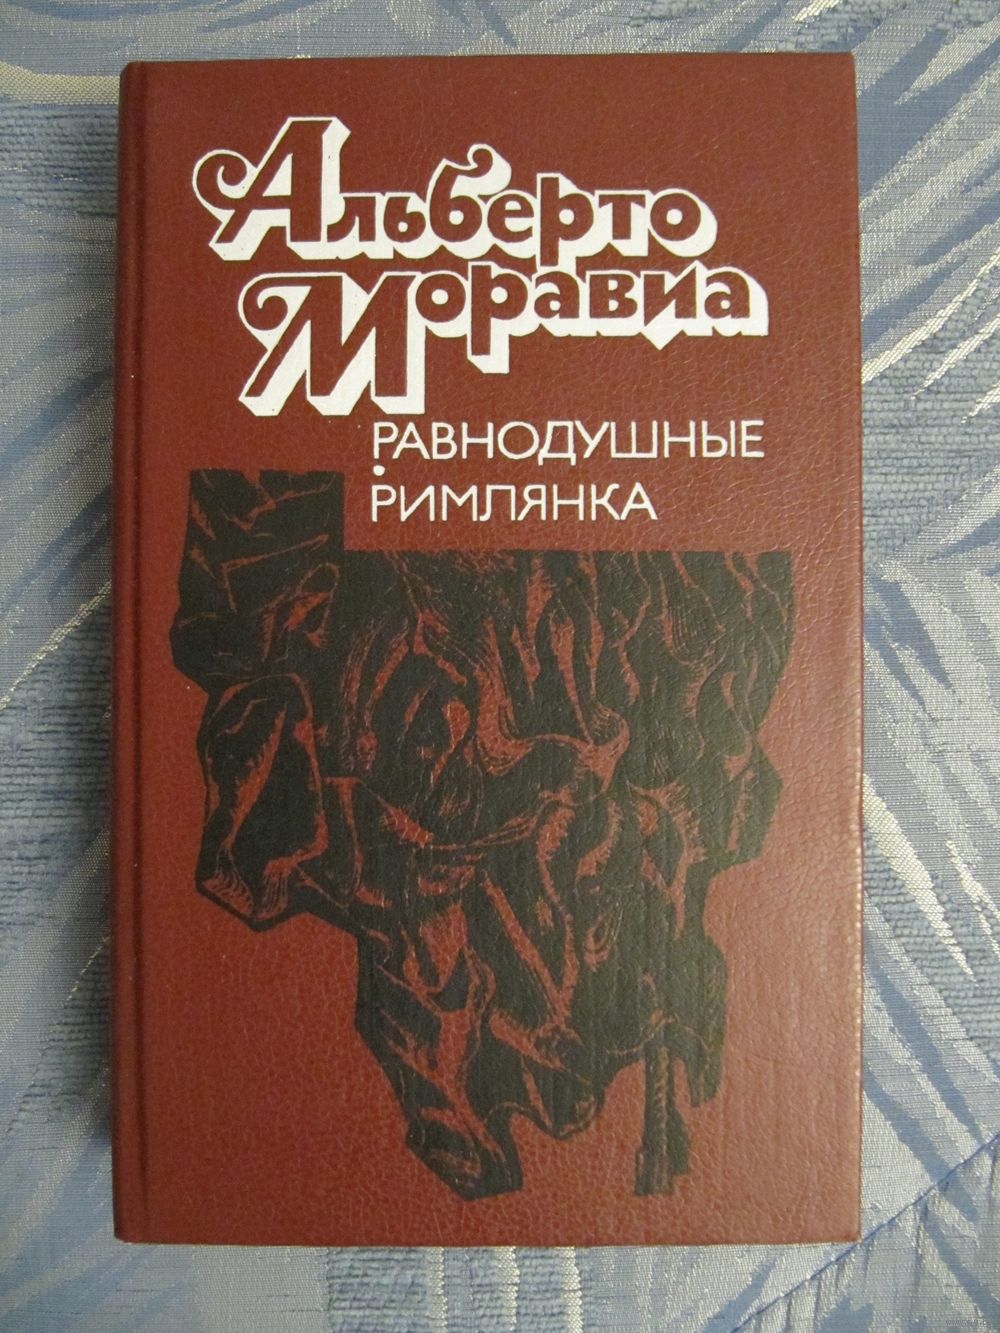 Альберто
Моравиа
РАВНОДУШНЫЕ
•
РИМЛЯНКА